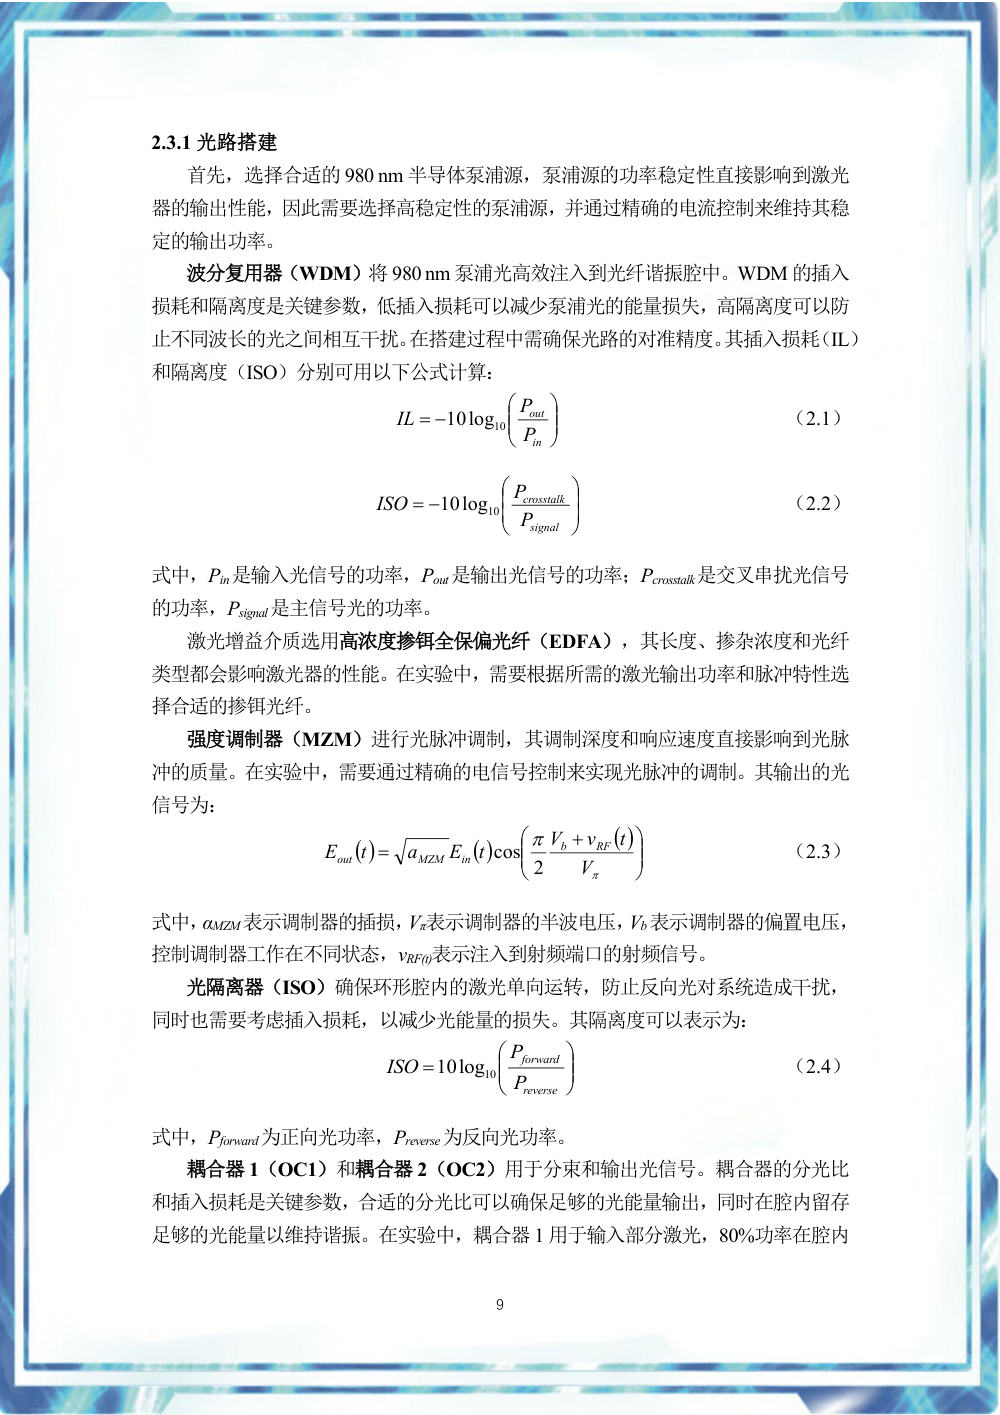 2.3.1 光路搭建
首先，选择合适的 980 nm 半导体泵浦源，泵浦源的功率稳定性直接影响到激光
器的输出性能，因此需要选择高稳定性的泵浦源，并通过精确的电流控制来维持其稳
定的输出功率。
波分复用器（WDM）将 980 nm 泵浦光高效注入到光纤谐振腔中。WDM 的插入
损耗和隔离度是关键参数，低插入损耗可以减少泵浦光的能量损失，高隔离度可以防
止不同波长的光之间相互干扰。在搭建过程中需确保光路的对准精度。其插入损耗（IL）
和隔离度（ISO）分别可用以下公式计算：
IL = −10 log₁₀(P_out / P_in) （2.1）
ISO = −10 log₁₀(P_crosstalk / P_signal) （2.2）
式中，P_in 是输入光信号的功率，P_out 是输出光信号的功率；P_crosstalk 是交叉串扰光信号
的功率，P_signal 是主信号光的功率。
激光增益介质选用高浓度掺铒全保偏光纤（EDFA），其长度、掺杂浓度和光纤
类型都会影响激光器的性能。在实验中，需要根据所需的激光输出功率和脉冲特性选
择合适的掺铒光纤。
强度调制器（MZM）进行光脉冲调制，其调制深度和响应速度直接影响到光脉
冲的质量。在实验中，需要通过精确的电信号控制来实现光脉冲的调制。其输出的光
信号为：
E_out(t) = √a_MZM E_in(t) cos(π/2 (V_b + v_RF(t)) / V_π) （2.3）
式中，α_MZM 表示调制器的插损，V_π 表示调制器的半波电压，V_b 表示调制器的偏置电压，
控制调制器工作在不同状态，v_RF(t) 表示注入到射频端口的射频信号。
光隔离器（ISO）确保环形腔内的激光单向运转，防止反向光对系统造成干扰，
同时也需要考虑插入损耗，以减少光能量的损失。其隔离度可以表示为：
ISO = 10 log₁₀(P_forward / P_reverse) （2.4）
式中，P_forward 为正向光功率，P_reverse 为反向光功率。
耦合器 1（OC1）和耦合器 2（OC2）用于分束和输出光信号。耦合器的分光比
和插入损耗是关键参数，合适的分光比可以确保足够的光能量输出，同时在腔内留存
足够的光能量以维持谐振。在实验中，耦合器 1 用于输入部分激光，80%功率在腔内
9